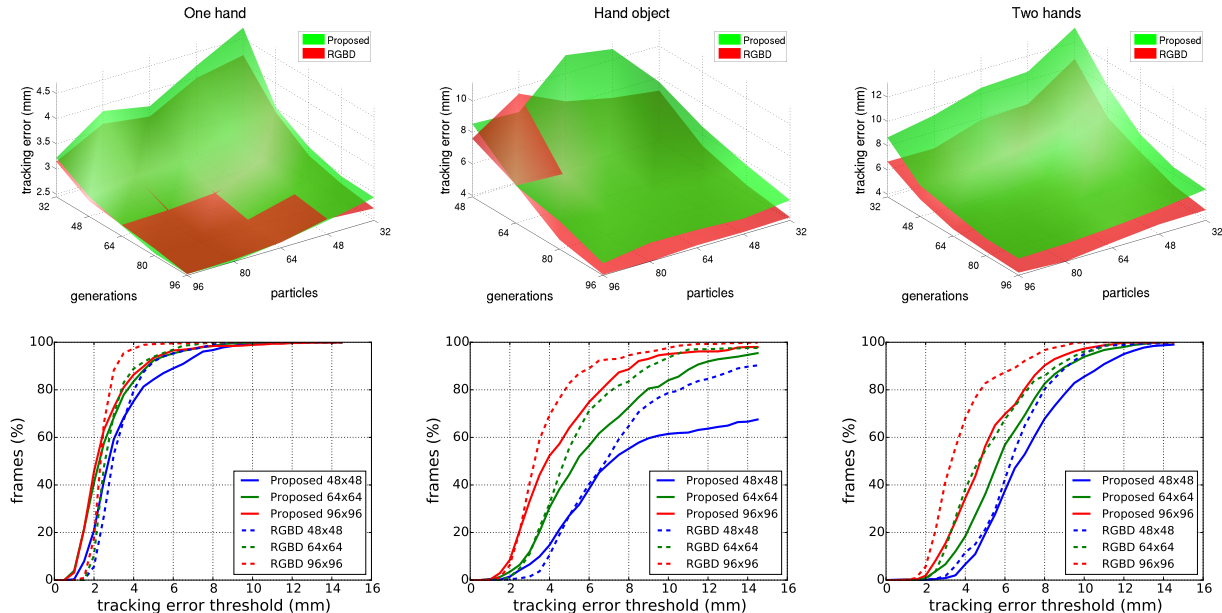 One hand
Proposed
RGBD
tracking error (mm)
4.5
4
3.5
3
2.5
32
48
64
80
96
96
80
64
48
32
generations
particles
Hand object
Proposed
RGBD
tracking error (mm)
10
8
6
4
48
64
80
96
96
80
64
48
32
generations
particles
Two hands
Proposed
RGBD
tracking error (mm)
12
10
8
6
4
32
48
64
80
96
96
80
64
48
32
generations
particles
frames (%)
100
80
60
40
20
0
Proposed 48x48
Proposed 64x64
Proposed 96x96
RGBD 48x48
RGBD 64x64
RGBD 96x96
0 2 4 6 8 10 12 14 16
tracking error threshold (mm)
frames (%)
100
80
60
40
20
0
Proposed 48x48
Proposed 64x64
Proposed 96x96
RGBD 48x48
RGBD 64x64
RGBD 96x96
0 2 4 6 8 10 12 14 16
tracking error threshold (mm)
frames (%)
100
80
60
40
20
0
Proposed 48x48
Proposed 64x64
Proposed 96x96
RGBD 48x48
RGBD 64x64
RGBD 96x96
0 2 4 6 8 10 12 14 16
tracking error threshold (mm)